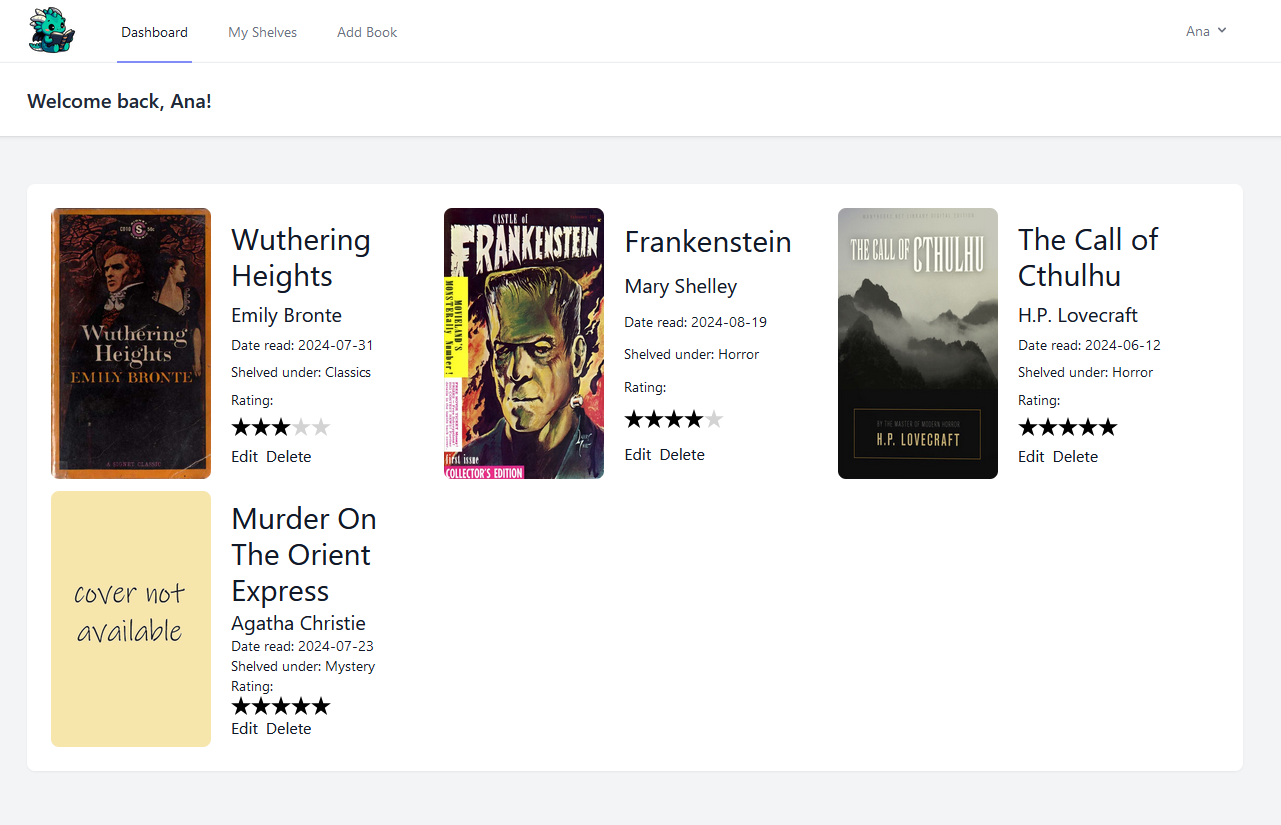 Dashboard
My Shelves
Add Book
Ana
Welcome back, Ana!
CD10 S 50c
Wuthering
Heights
EMILY BRONTE
A SIGNET CLASSIC
Wuthering
Heights
Emily Bronte
Date read: 2024-07-31
Shelved under: Classics
Rating:
★★★★★
Edit Delete
CASTLE of
FRANKENSTEIN
MOVIELAND'S
MONSTERally Number!
first issue
COLLECTOR'S EDITION
Frankenstein
Mary Shelley
Date read: 2024-08-19
Shelved under: Horror
Rating:
★★★★★
Edit Delete
THE CALL OF CTHULHU
BY THE MASTER OF MODERN HORROR
H.P. LOVECRAFT
The Call of
Cthulhu
H.P. Lovecraft
Date read: 2024-06-12
Shelved under: Horror
Rating:
★★★★★
Edit Delete
cover not
available
Murder On
The Orient
Express
Agatha Christie
Date read: 2024-07-23
Shelved under: Mystery
Rating:
★★★★★
Edit Delete